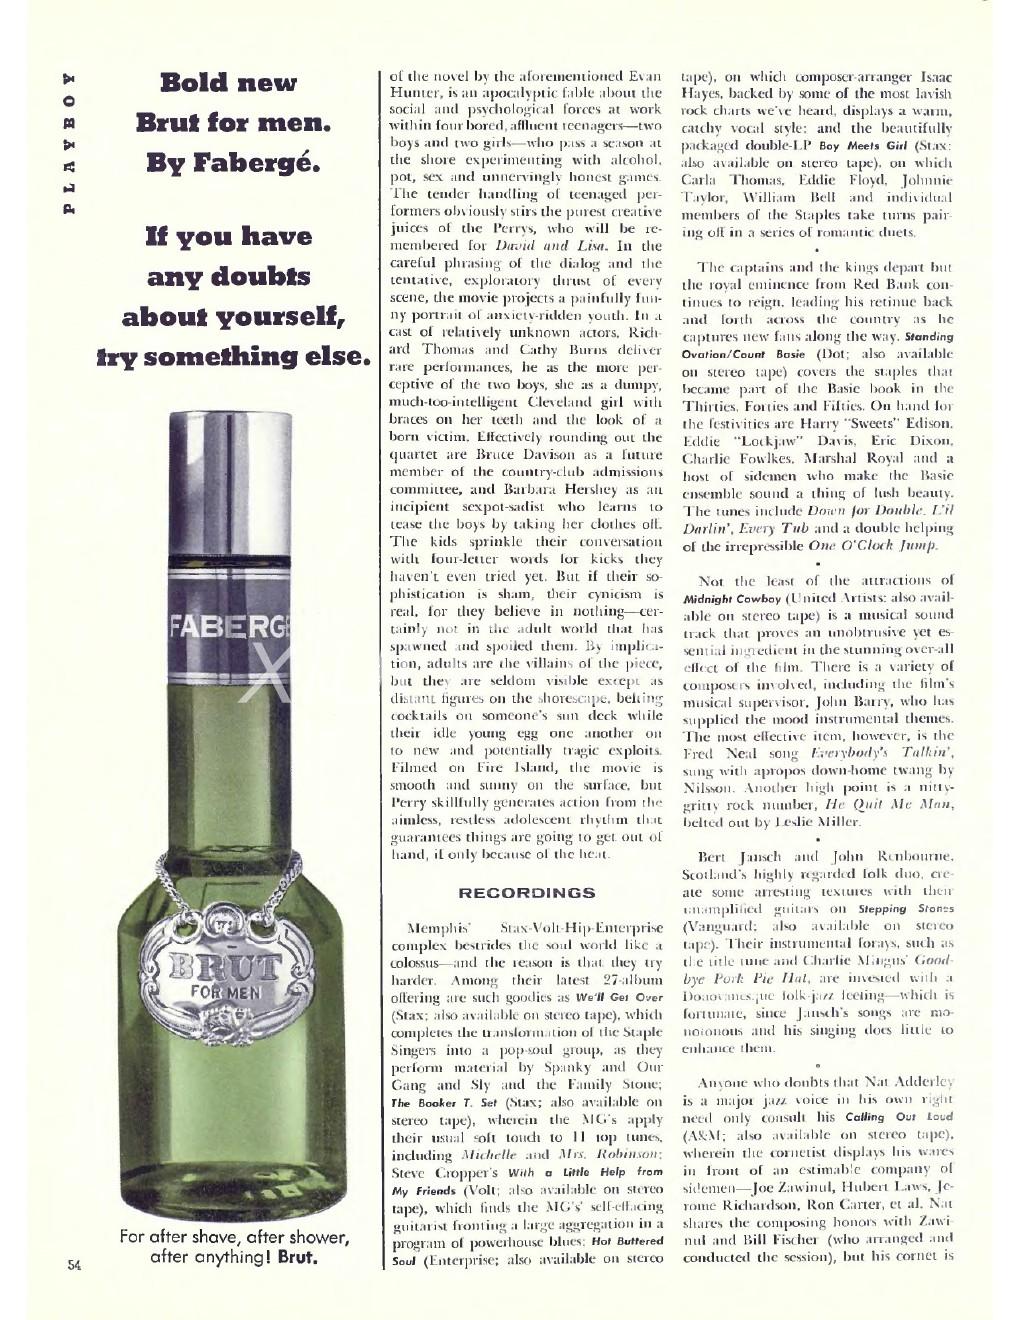 PLAYBOY
Bold new
Brut for men.
By Fabergé.
If you have
any doubts
about yourself,
try something else.
FABERG
X
BRUT
FOR MEN
For after shave, after shower,
after anything! Brut.
54
of the novel by the aforementioned Evan
Hunter, is an apocalyptic fable about the
social and psychological forces at work
within four bored, affluent teenagers—two
boys and two girls—who pass a season at
the shore experimenting with alcohol,
pot, sex and unnervingly honest games.
The tender handling of teenaged per-
formers obviously stirs the purest creative
juices of the Perrys, who will be re-
membered for David and Lisa. In the
careful phrasing of the dialog and the
tentative, exploratory thrust of every
scene, the movie projects a painfully fun-
ny portrait of anxiety-ridden youth. In a
cast of relatively unknown actors, Rich-
ard Thomas and Cathy Burns deliver
rare performances, he as the more per-
ceptive of the two boys, she as a dumpy,
much-too-intelligent Cleveland girl with
braces on her teeth and the look of a
born victim. Effectively rounding out the
quartet are Bruce Davison as a future
member of the country-club admissions
committee, and Barbara Hershey as an
incipient sexpot-sadist who learns to
tease the boys by taking her clothes off.
The kids sprinkle their conversation
with four-letter words for kicks they
haven't even tried yet. But if their so-
phistication is sham, their cynicism is
real, for they believe in nothing—cer-
tainly not in the adult world that has
spawned and spoiled them. By implica-
tion, adults are the villains of the piece,
but they are seldom visible except as
distant figures on the shorescape, belting
cocktails on someone's sun deck while
their idle young egg one another on
to new and potentially tragic exploits.
Filmed on Fire Island, the movie is
smooth and sunny on the surface, but
Perry skillfully generates action from the
aimless, restless adolescent rhythm that
guarantees things are going to get out of
hand, if only because of the heat.
RECORDINGS
Memphis' Stax-Volt-Hip-Enterprise
complex bestrides the soul world like a
colossus—and the reason is that they try
harder. Among their latest 27-album
offering are such goodies as We'll Get Over
(Stax; also available on stereo tape), which
completes the transformation of the Staple
Singers into a pop-soul group, as they
perform material by Spanky and Our
Gang and Sly and the Family Stone;
The Booker T. Set (Stax; also available on
stereo tape), wherein the MG's apply
their usual soft touch to 11 top tunes,
including Michelle and Mrs. Robinson;
Steve Cropper's With a Little Help from
My Friends (Volt; also available on stereo
tape), which finds the MG's' self-effacing
guitarist fronting a large aggregation in a
program of powerhouse blues; Hot Buttered
Soul (Enterprise; also available on stereo
tape), on which composer-arranger Isaac
Hayes, backed by some of the most lavish
rock charts we've heard, displays a warm,
catchy vocal style; and the beautifully
packaged double-LP Boy Meets Girl (Stax;
also available on stereo tape), on which
Carla Thomas, Eddie Floyd, Johnnie
Taylor, William Bell and individual
members of the Staples take turns pair-
ing off in a series of romantic duets.
•
The captains and the kings depart but
the royal eminence from Red Bank con-
tinues to reign, leading his retinue back
and forth across the country as he
captures new fans along the way. Standing
Ovation/Count Basie (Dot; also available
on stereo tape) covers the staples that
became part of the Basie book in the
Thirties, Forties and Fifties. On hand for
the festivities are Harry "Sweets" Edison,
Eddie "Lockjaw" Davis, Eric Dixon,
Charlie Fowlkes, Marshal Royal and a
host of sidemen who make the Basie
ensemble sound a thing of lush beauty.
The tunes include Down for Double, L'il
Darlin', Every Tub and a double helping
of the irrepressible One O'Clock Jump.
•
Not the least of the attractions of
Midnight Cowboy (United Artists; also avail-
able on stereo tape) is a musical sound
track that proves an unobtrusive yet es-
sential ingredient in the stunning over-all
effect of the film. There is a variety of
composers involved, including the film's
musical supervisor, John Barry, who has
supplied the mood instrumental themes.
The most effective item, however, is the
Fred Neal song Everybody's Talkin',
sung with apropos down-home twang by
Nilsson. Another high point is a nitty-
gritty rock number, He Quit Me Man,
belted out by Leslie Miller.
•
Bert Jansch and John Renbourne,
Scotland's highly regarded folk duo, cre-
ate some arresting textures with their
unamplified guitars on Stepping Stones
(Vanguard; also available on stereo
tape). Their instrumental forays, such as
the title tune and Charlie Mingus' Good-
bye Pork Pie Hat, are invested with a
Donovanesque folk-jazz feeling—which is
fortunate, since Jansch's songs are mo-
notonous and his singing does little to
enhance them.
•
Anyone who doubts that Nat Adderley
is a major jazz voice in his own right
need only consult his Calling Out Loud
(A&M; also available on stereo tape),
wherein the cornetist displays his wares
in front of an estimable company of
sidemen—Joe Zawinul, Hubert Laws, Je-
rome Richardson, Ron Carter, et al. Nat
shares the composing honors with Zawi-
nul and Bill Fischer (who arranged and
conducted the session), but his cornet is